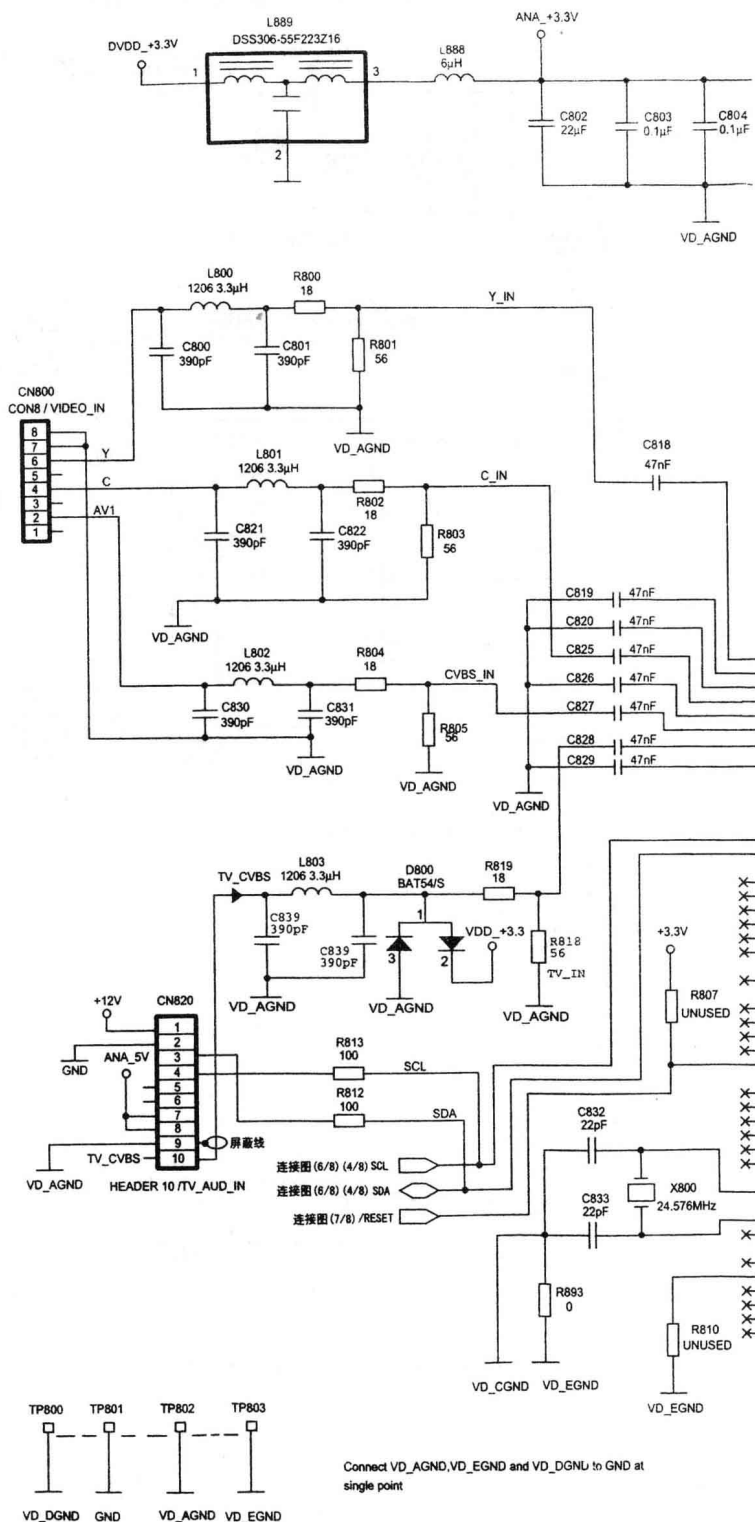 L889
DSS306-55F223Z16
DVDD_+3.3V
1
3
2
L888
6µH
ANA_+3.3V
C802
22µF
C803
0.1µF
C804
0.1µF
VD_AGND
L800
1206 3.3µH
R800
18
Y_IN
C800
390pF
C801
390pF
R801
56
VD_AGND
CN800
CON8 / VIDEO_IN
8
7
6
5
4
3
2
1
Y
C
AV1
L801
1206 3.3µH
R802
18
C_IN
C821
390pF
C822
390pF
R803
56
VD_AGND
C818
47nF
L802
1206 3.3µH
R804
18
CVBS_IN
C830
390pF
C831
390pF
R805
56
VD_AGND
VD_AGND
C819 47nF
C820 47nF
C825 47nF
C826 47nF
C827 47nF
C828 47nF
C829 47nF
VD_AGND
TV_CVBS
L803
1206 3.3µH
D800
BAT54/S
R819
18
C839
390pF
C839
390pF
1
3
2
VDD_+3.3
R818
56
TV_IN
VD_AGND
VD_AGND
VD_AGND
+12V
CN820
GND
ANA_5V
1
2
3
4
5
6
7
8
9
10
屏蔽线
TV_CVBS
VD_AGND
HEADER 10 /TV_AUD_IN
R813
100
SCL
R812
100
SDA
连接图(6/8) (4/8) SCL
连接图(6/8) (4/8) SDA
连接图(7/8) /RESET
+3.3V
R807
UNUSED
C832
22pF
C833
22pF
X800
24.576MHz
R893
0
R810
UNUSED
VD_CGND
VD_EGND
VD_EGND
TP800 TP801 TP802 TP803
VD_DGND GND VD_AGND VD_EGND
Connect VD_AGND,VD_EGND and VD_DGND to GND at
single point